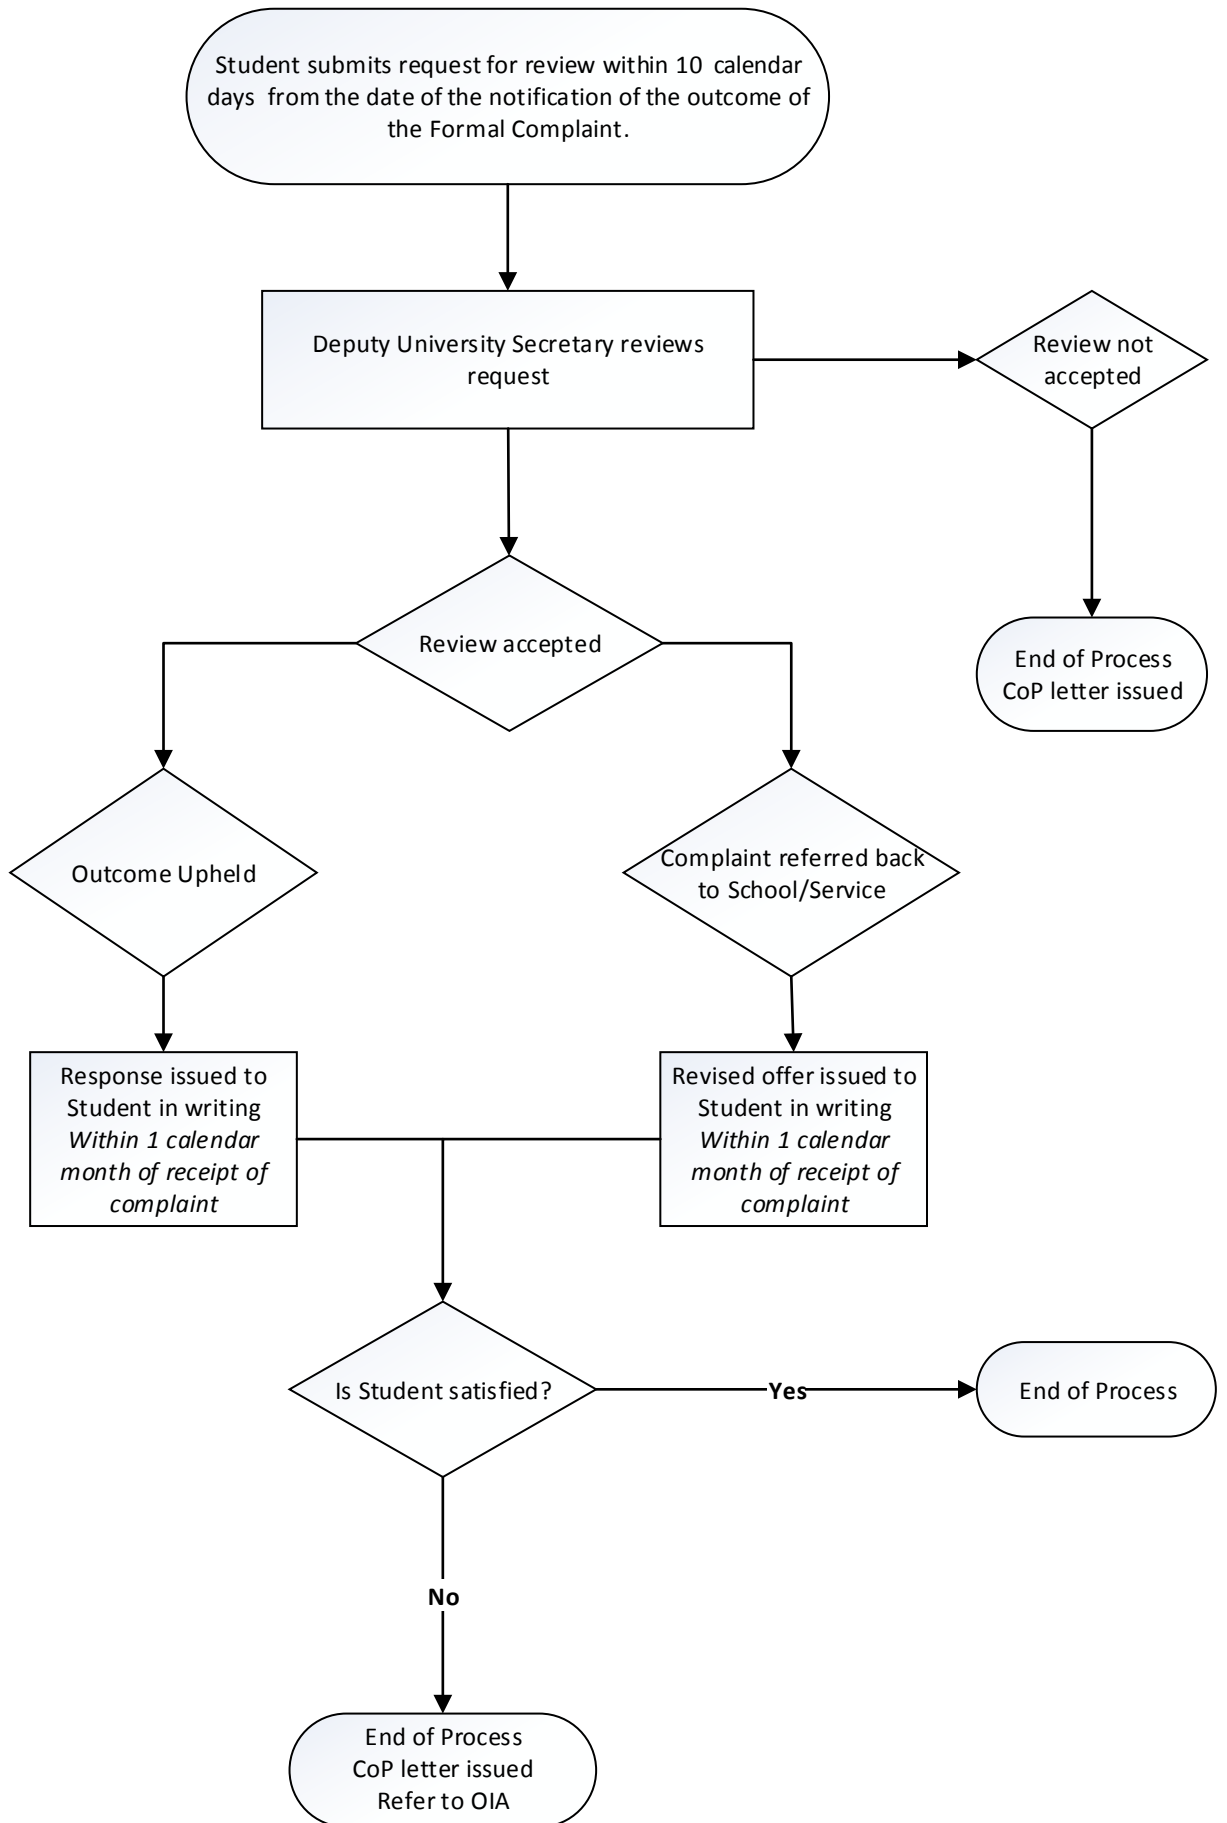 Student submits request for review within 10 calendar
days from the date of the notification of the outcome of
the Formal Complaint.
Deputy University Secretary reviews
request
Review not
accepted
Review accepted
End of Process
CoP letter issued
Outcome Upheld
Complaint referred back
to School/Service
Response issued to
Student in writing
Within 1 calendar
month of receipt of
complaint
Revised offer issued to
Student in writing
Within 1 calendar
month of receipt of
complaint
Is Student satisfied?
Yes
End of Process
No
End of Process
CoP letter issued
Refer to OIA